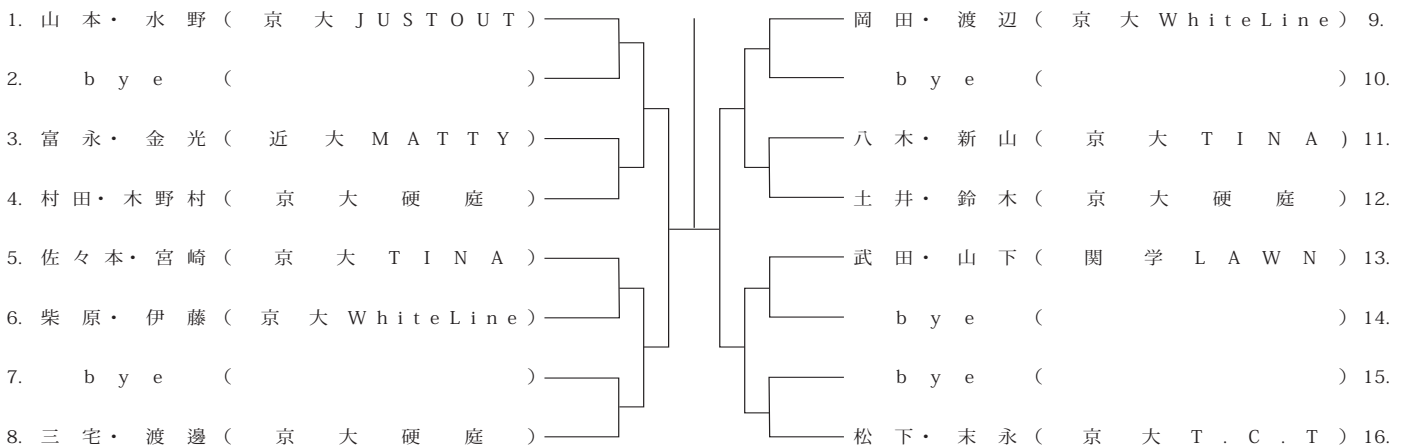 1. 山本・水野(京大JUSTOUT)
2. bye ( )
3. 富永・金光(近大MATTY)
4. 村田・木野村(京大硬庭)
5. 佐々本・宮崎(京大TINA)
6. 柴原・伊藤(京大WhiteLine)
7. bye ( )
8. 三宅・渡邊(京大硬庭)
岡田・渡辺(京大WhiteLine) 9.
bye ( ) 10.
八木・新山(京大TINA) 11.
土井・鈴木(京大硬庭) 12.
武田・山下(関学LAWN) 13.
bye ( ) 14.
bye ( ) 15.
松下・末永(京大T.C.T) 16.